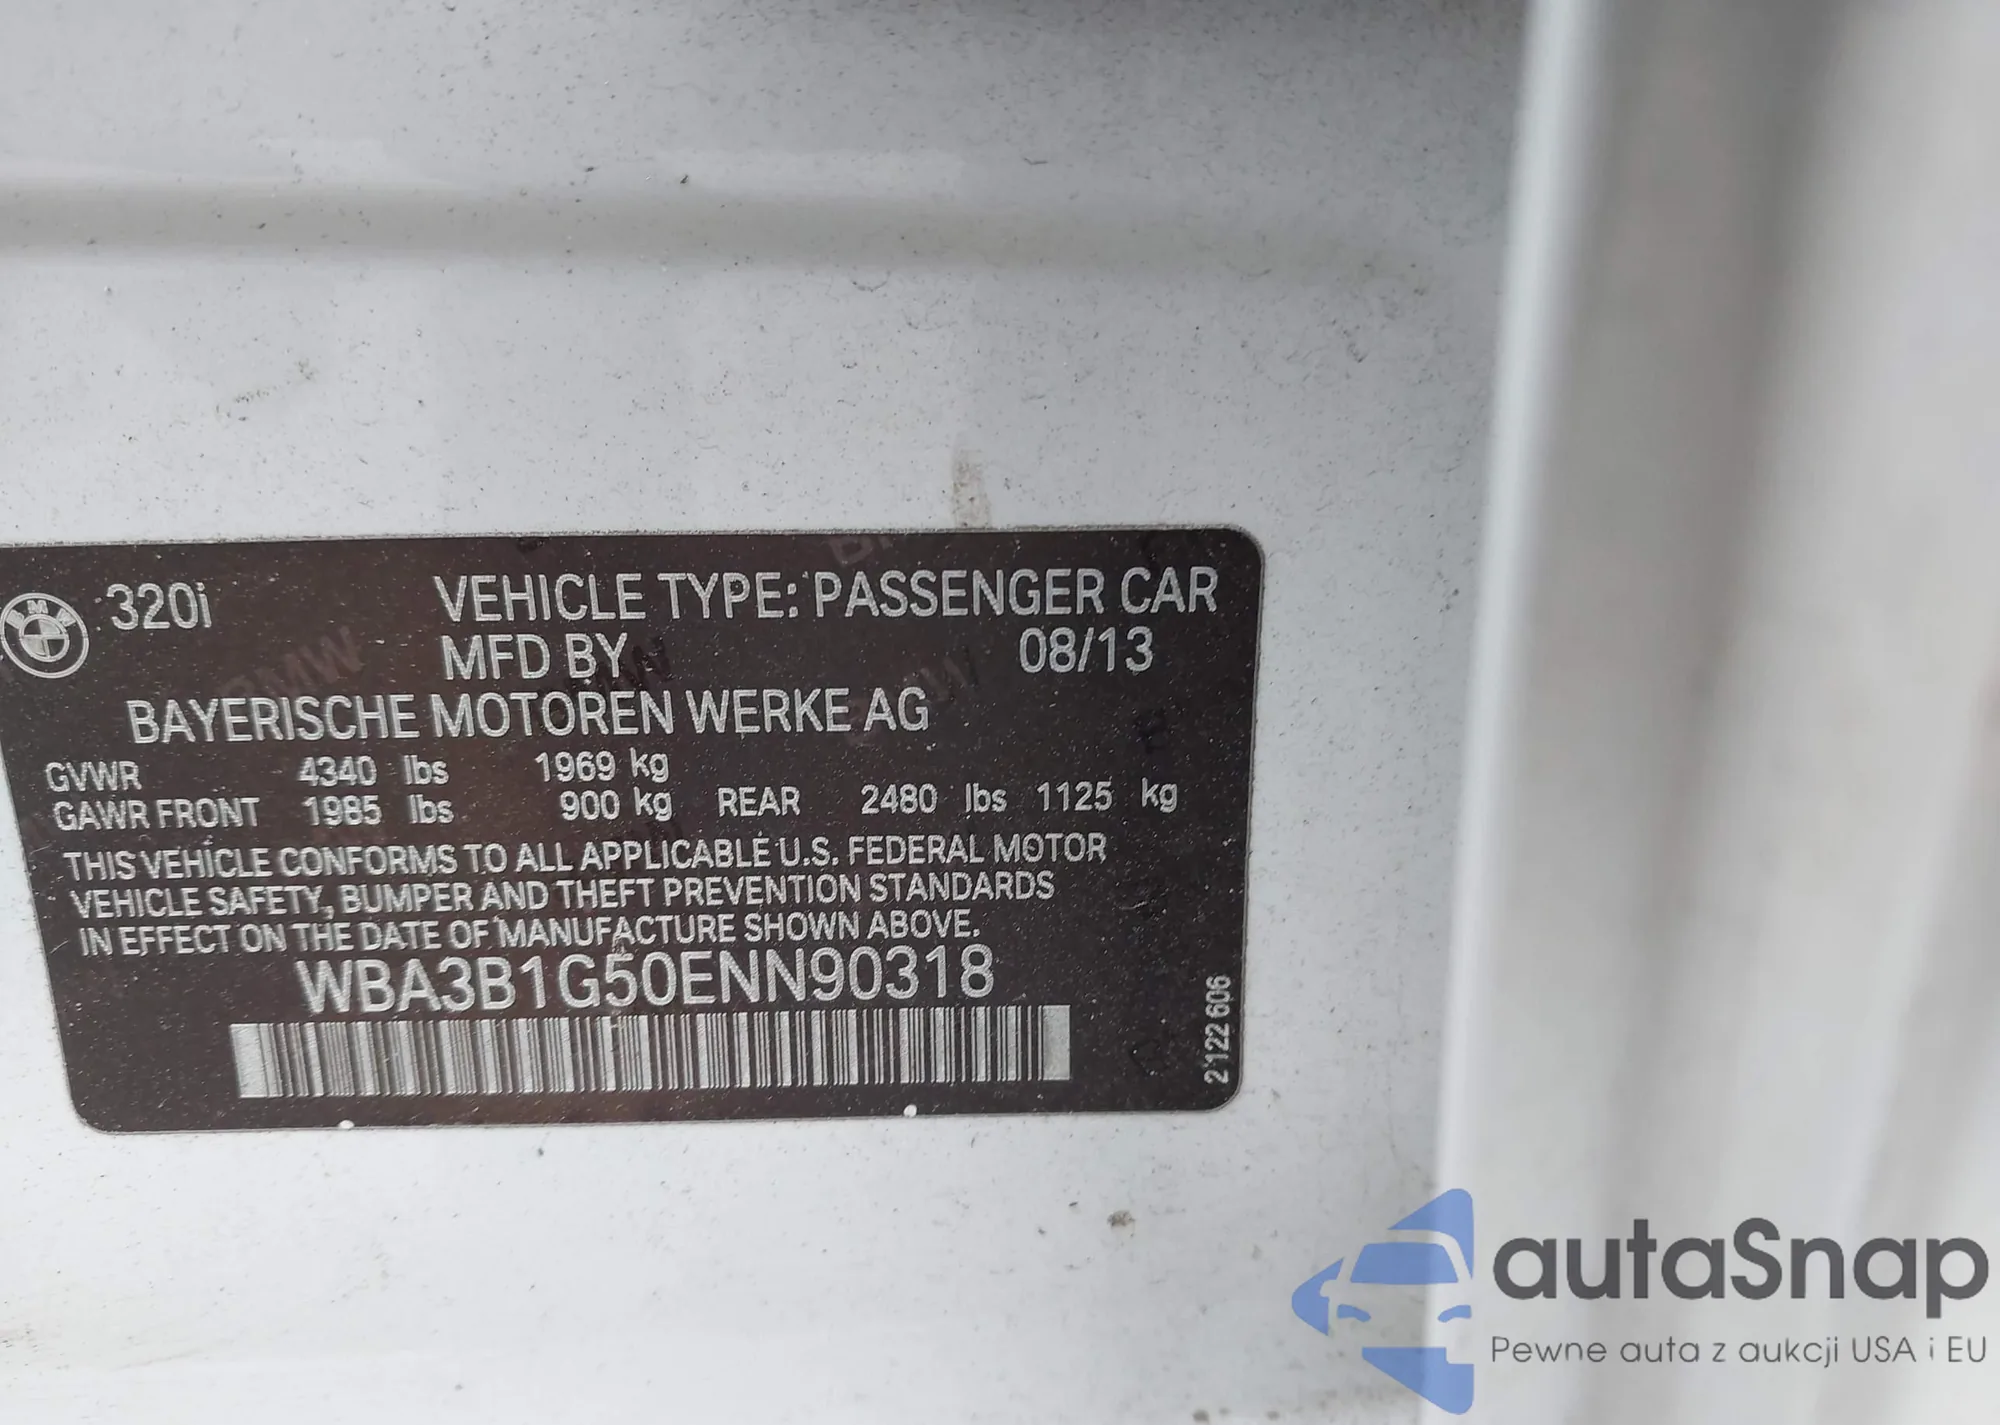 320i
VEHICLE TYPE: PASSENGER CAR
MFD BY 08/13
BAYERISCHE MOTOREN WERKE AG
GVWR 4340 lbs 1969 kg
GAWR FRONT 1985 lbs 900 kg REAR 2480 lbs 1125 kg
THIS VEHICLE CONFORMS TO ALL APPLICABLE U.S. FEDERAL MOTOR
VEHICLE SAFETY, BUMPER AND THEFT PREVENTION STANDARDS
IN EFFECT ON THE DATE OF MANUFACTURE SHOWN ABOVE.
WBA3B1G50ENN90318
2122606
autaSnap
Pewne auta z aukcji USA i EU